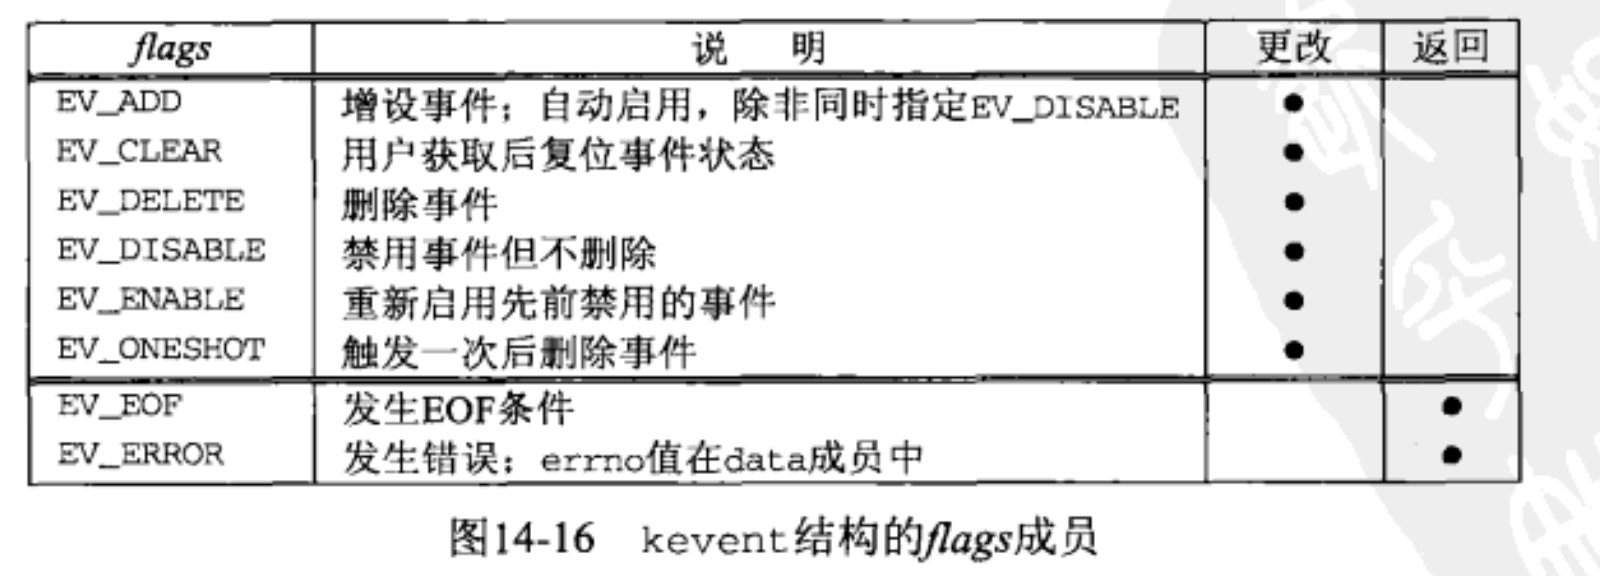 flags 说 明 更改 返回
EV_ADD 增设事件；自动启用，除非同时指定EV_DISABLE ●
EV_CLEAR 用户获取后复位事件状态 ●
EV_DELETE 删除事件 ●
EV_DISABLE 禁用事件但不删除 ●
EV_ENABLE 重新启用先前禁用的事件 ●
EV_ONESHOT 触发一次后删除事件 ●
EV_EOF 发生EOF条件 ●
EV_ERROR 发生错误：errno值在data成员中 ●
图14-16 kevent结构的flags成员